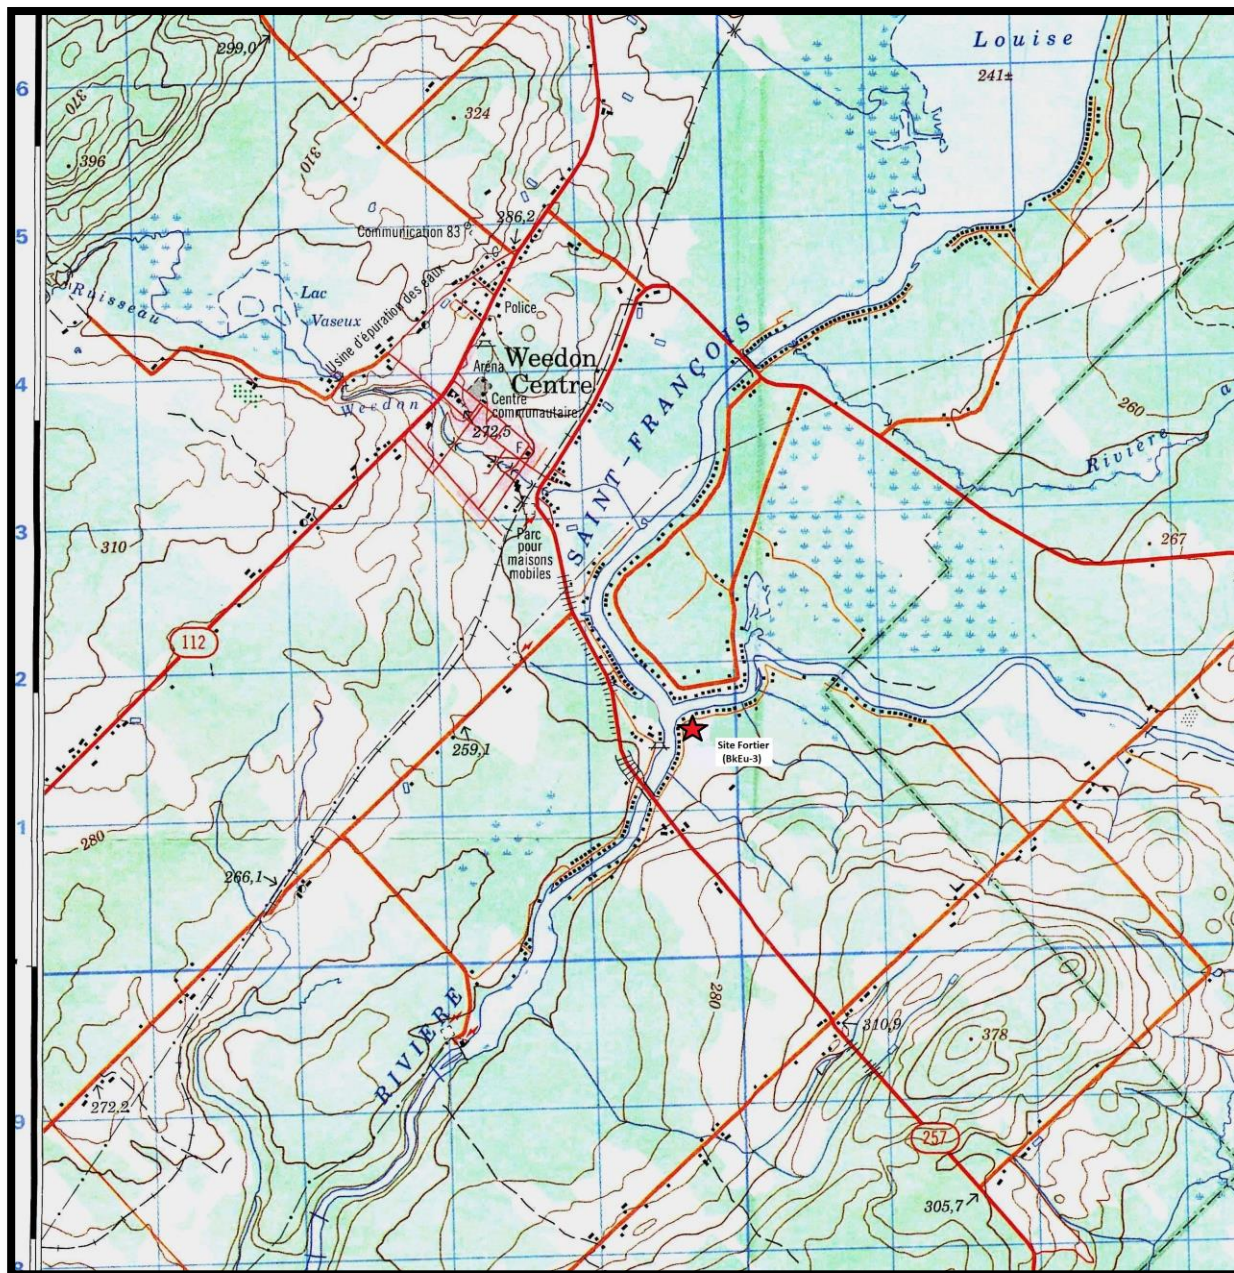 Louise
241±
6
299,0
370
324
396
310
5
286,2
Communication 83
Ruisseau
Lac
Vaseux
Usine d'épuration des eaux
Police
Weedon
Centre
Aréna
Centre
communautaire
4
Weedon
272,5
SAINT-FRANÇOIS
260
Rivière
3
310
Parc
pour
maisons
mobiles
267
112
2
259,1
Site Fortier
(BkEu-3)
1
280
266,1
280
RIVIÈRE
310,9
378
272,2
9
257
305,7